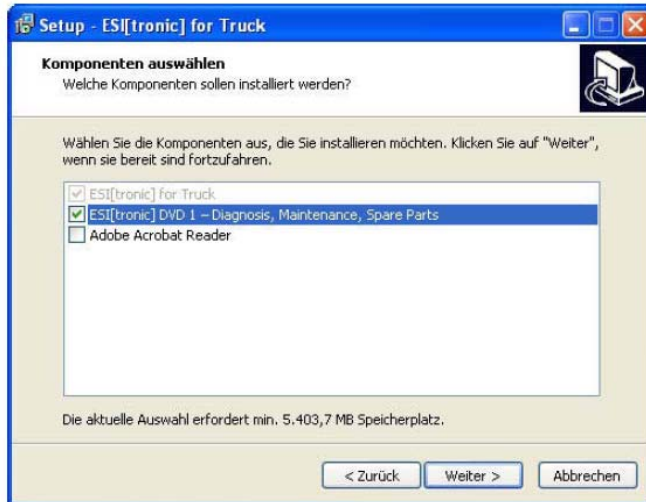 Setup - ESI[tronic] for Truck
Komponenten auswählen
Welche Komponenten sollen installiert werden?
Wählen Sie die Komponenten aus, die Sie installieren möchten. Klicken Sie auf "Weiter",
wenn sie bereit sind fortzufahren.
ESI[tronic] for Truck
ESI[tronic] DVD 1 – Diagnosis, Maintenance, Spare Parts
Adobe Acrobat Reader
Die aktuelle Auswahl erfordert min. 5.403,7 MB Speicherplatz.
< Zurück
Weiter >
Abbrechen